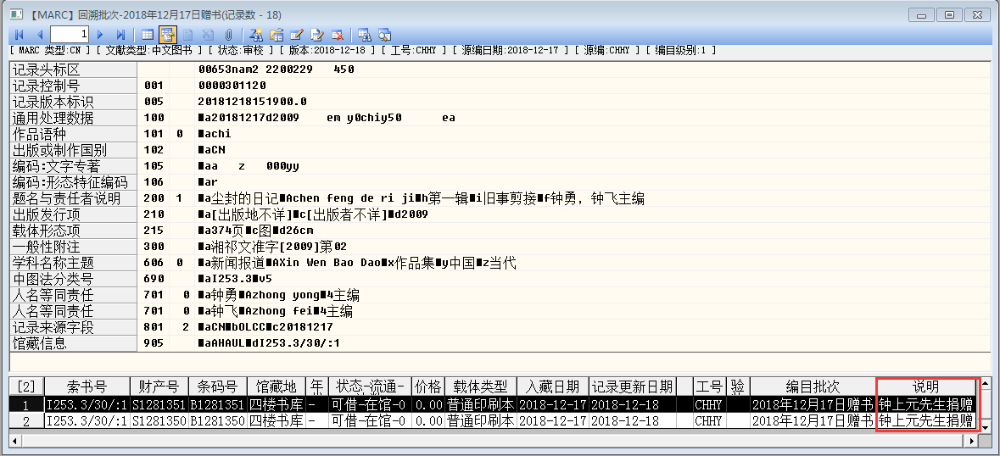 【MARC】回溯批次-2018年12月17日赠书(记录数 - 18)
1
[ MARC 类型:CN ] [ 文献类型:中文图书 ] [ 状态:审校 ] [ 版本:2018-12-18 ] [ 工号:CHHY ] [ 源编日期:2018-12-17 ] [ 源编:CHHY ] [ 编目级别:1 ]
记录头标区 00653nam2 2200229   450
记录控制号 001 0000301120
记录版本标识 005 20181218151900.0
通用处理数据 100 ■a20181217d2009    em y0chiy50      ea
作品语种 101 0 ■achi
出版或制作国别 102 ■aCN
编码:文字专著 105 ■aa   z   000yy
编码:形态特征编码 106 ■ar
题名与责任者说明 200 1 ■a尘封的日记■Achen feng de ri ji■h第一辑■i旧事剪接■f钟勇, 钟飞主编
出版发行项 210 ■a[出版地不详]■c[出版者不详]■d2009
载体形态项 215 ■a374页■c图■d26cm
一般性附注 300 ■a湘祁文准字[2009]第02
学科名称主题 606 0 ■a新闻报道■AXin Wen Bao Dao■x作品集■y中国■z当代
中图法分类号 690 ■aI253.3■v5
人名等同责任 701 0 ■a钟勇■Azhong yong■4主编
人名等同责任 701 0 ■a钟飞■Azhong fei■4主编
记录来源字段 801 2 ■aCN■bOLCC■c20181217
馆藏信息 905 ■aAHAUL■dI253.3/30/:1
[2] 索书号 财产号 条码号 馆藏地 年 状态-流通- 价格 载体类型 入藏日期 记录更新日期 工号 验 编目批次 说明
1 I253.3/30/:1 S1281351 B1281351 四楼书库 - 可借-在馆-0 0.00 普通印刷本 2018-12-17 2018-12-18 CHHY 2018年12月17日赠书 钟上元先生捐赠
2 I253.3/30/:1 S1281350 B1281350 四楼书库 - 可借-在馆-0 0.00 普通印刷本 2018-12-17 2018-12-18 CHHY 2018年12月17日赠书 钟上元先生捐赠